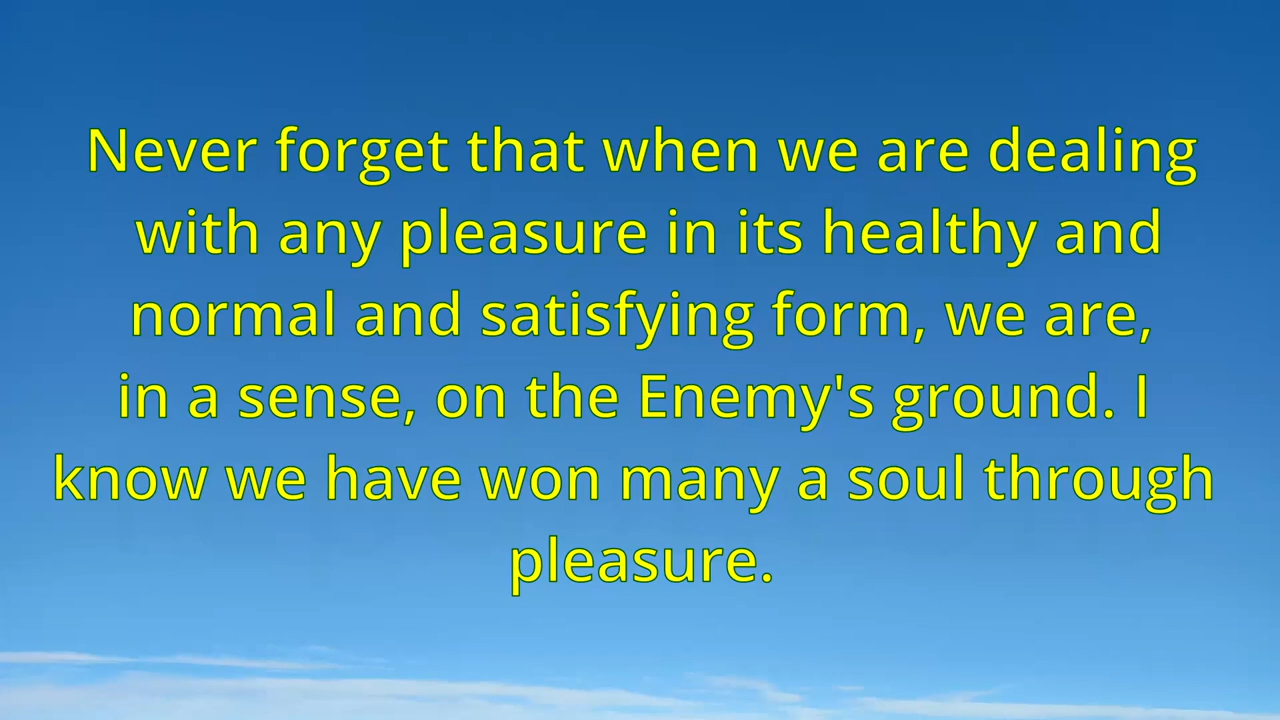 Never forget that when we are dealing
with any pleasure in its healthy and
normal and satisfying form, we are,
in a sense, on the Enemy's ground. I
know we have won many a soul through
pleasure.